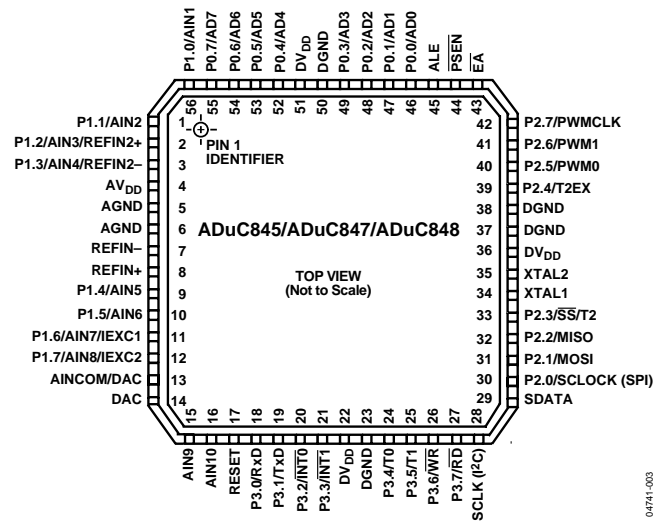 P1.0/AIN1
P0.7/AD7
P0.6/AD6
P0.5/AD5
P0.4/AD4
DVDD
DGND
P0.3/AD3
P0.2/AD2
P0.1/AD1
P0.0/AD0
ALE
PSEN
EA
56
55
54
53
52
51
50
49
48
47
46
45
44
43
P1.1/AIN2 1
P1.2/AIN3/REFIN2+ 2
P1.3/AIN4/REFIN2– 3
AVDD 4
AGND 5
AGND 6
REFIN– 7
REFIN+ 8
P1.4/AIN5 9
P1.5/AIN6 10
P1.6/AIN7/IEXC1 11
P1.7/AIN8/IEXC2 12
AINCOM/DAC 13
DAC 14
PIN 1
IDENTIFIER
ADuC845/ADuC847/ADuC848
TOP VIEW
(Not to Scale)
42 P2.7/PWMCLK
41 P2.6/PWM1
40 P2.5/PWM0
39 P2.4/T2EX
38 DGND
37 DGND
36 DVDD
35 XTAL2
34 XTAL1
33 P2.3/SS/T2
32 P2.2/MISO
31 P2.1/MOSI
30 P2.0/SCLOCK (SPI)
29 SDATA
15
16
17
18
19
20
21
22
23
24
25
26
27
28
AIN9
AIN10
RESET
P3.0/RxD
P3.1/TxD
P3.2/INT0
P3.3/INT1
DVDD
DGND
P3.4/T0
P3.5/T1
P3.6/WR
P3.7/RD
SCLK (I2C)
04741-003